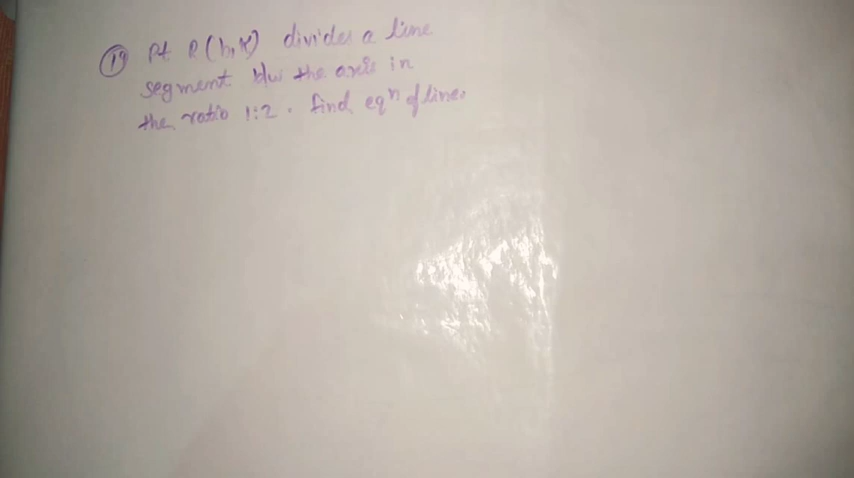 19 Pt R(h,K) divides a line
segment b/w the axis in
the ratio 1:2. find eqⁿ of line.